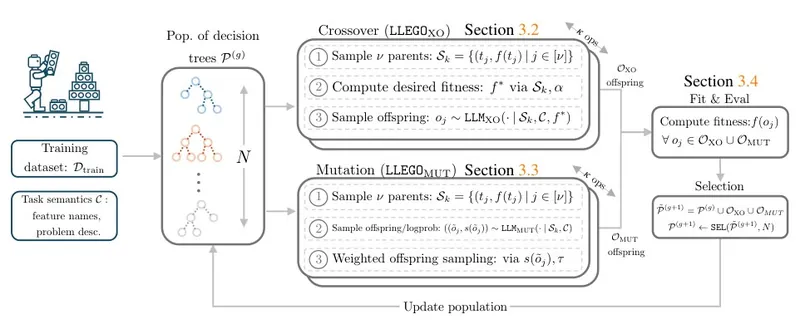 Training
dataset: 𝒟train
Task semantics 𝒞 :
feature names,
problem desc.
Pop. of decision
trees 𝒫^(g)
N
Crossover (LLEGO_XO) Section 3.2
1 Sample ν parents: 𝒮_k = {(t_j, f(t_j) | j ∈ [ν]}
2 Compute desired fitness: f* via 𝒮_k, α
3 Sample offspring: o_j ∼ LLM_XO(· | 𝒮_k, 𝒞, f*)
κ ops
Mutation (LLEGO_MUT) Section 3.3
1 Sample ν parents: 𝒮_k = {(t_j, f(t_j) | j ∈ [ν]}
2 Sample offspring/logprob: ((õ_j, s(õ_j)) ∼ LLM_MUT(· | 𝒮_k, 𝒞)
3 Weighted offspring sampling: via s(õ_j), τ
κ ops
𝒪_XO
offspring
𝒪_MUT
offspring
Section 3.4
Fit & Eval
Compute fitness:f(o_j)
∀ o_j ∈ 𝒪_XO ∪ 𝒪_MUT
Selection
𝒫̃^(g+1) = 𝒫^(g) ∪ 𝒪_XO ∪ 𝒪_MUT
𝒫^(g+1) ← SEL(𝒫̃^(g+1), N)
Update population